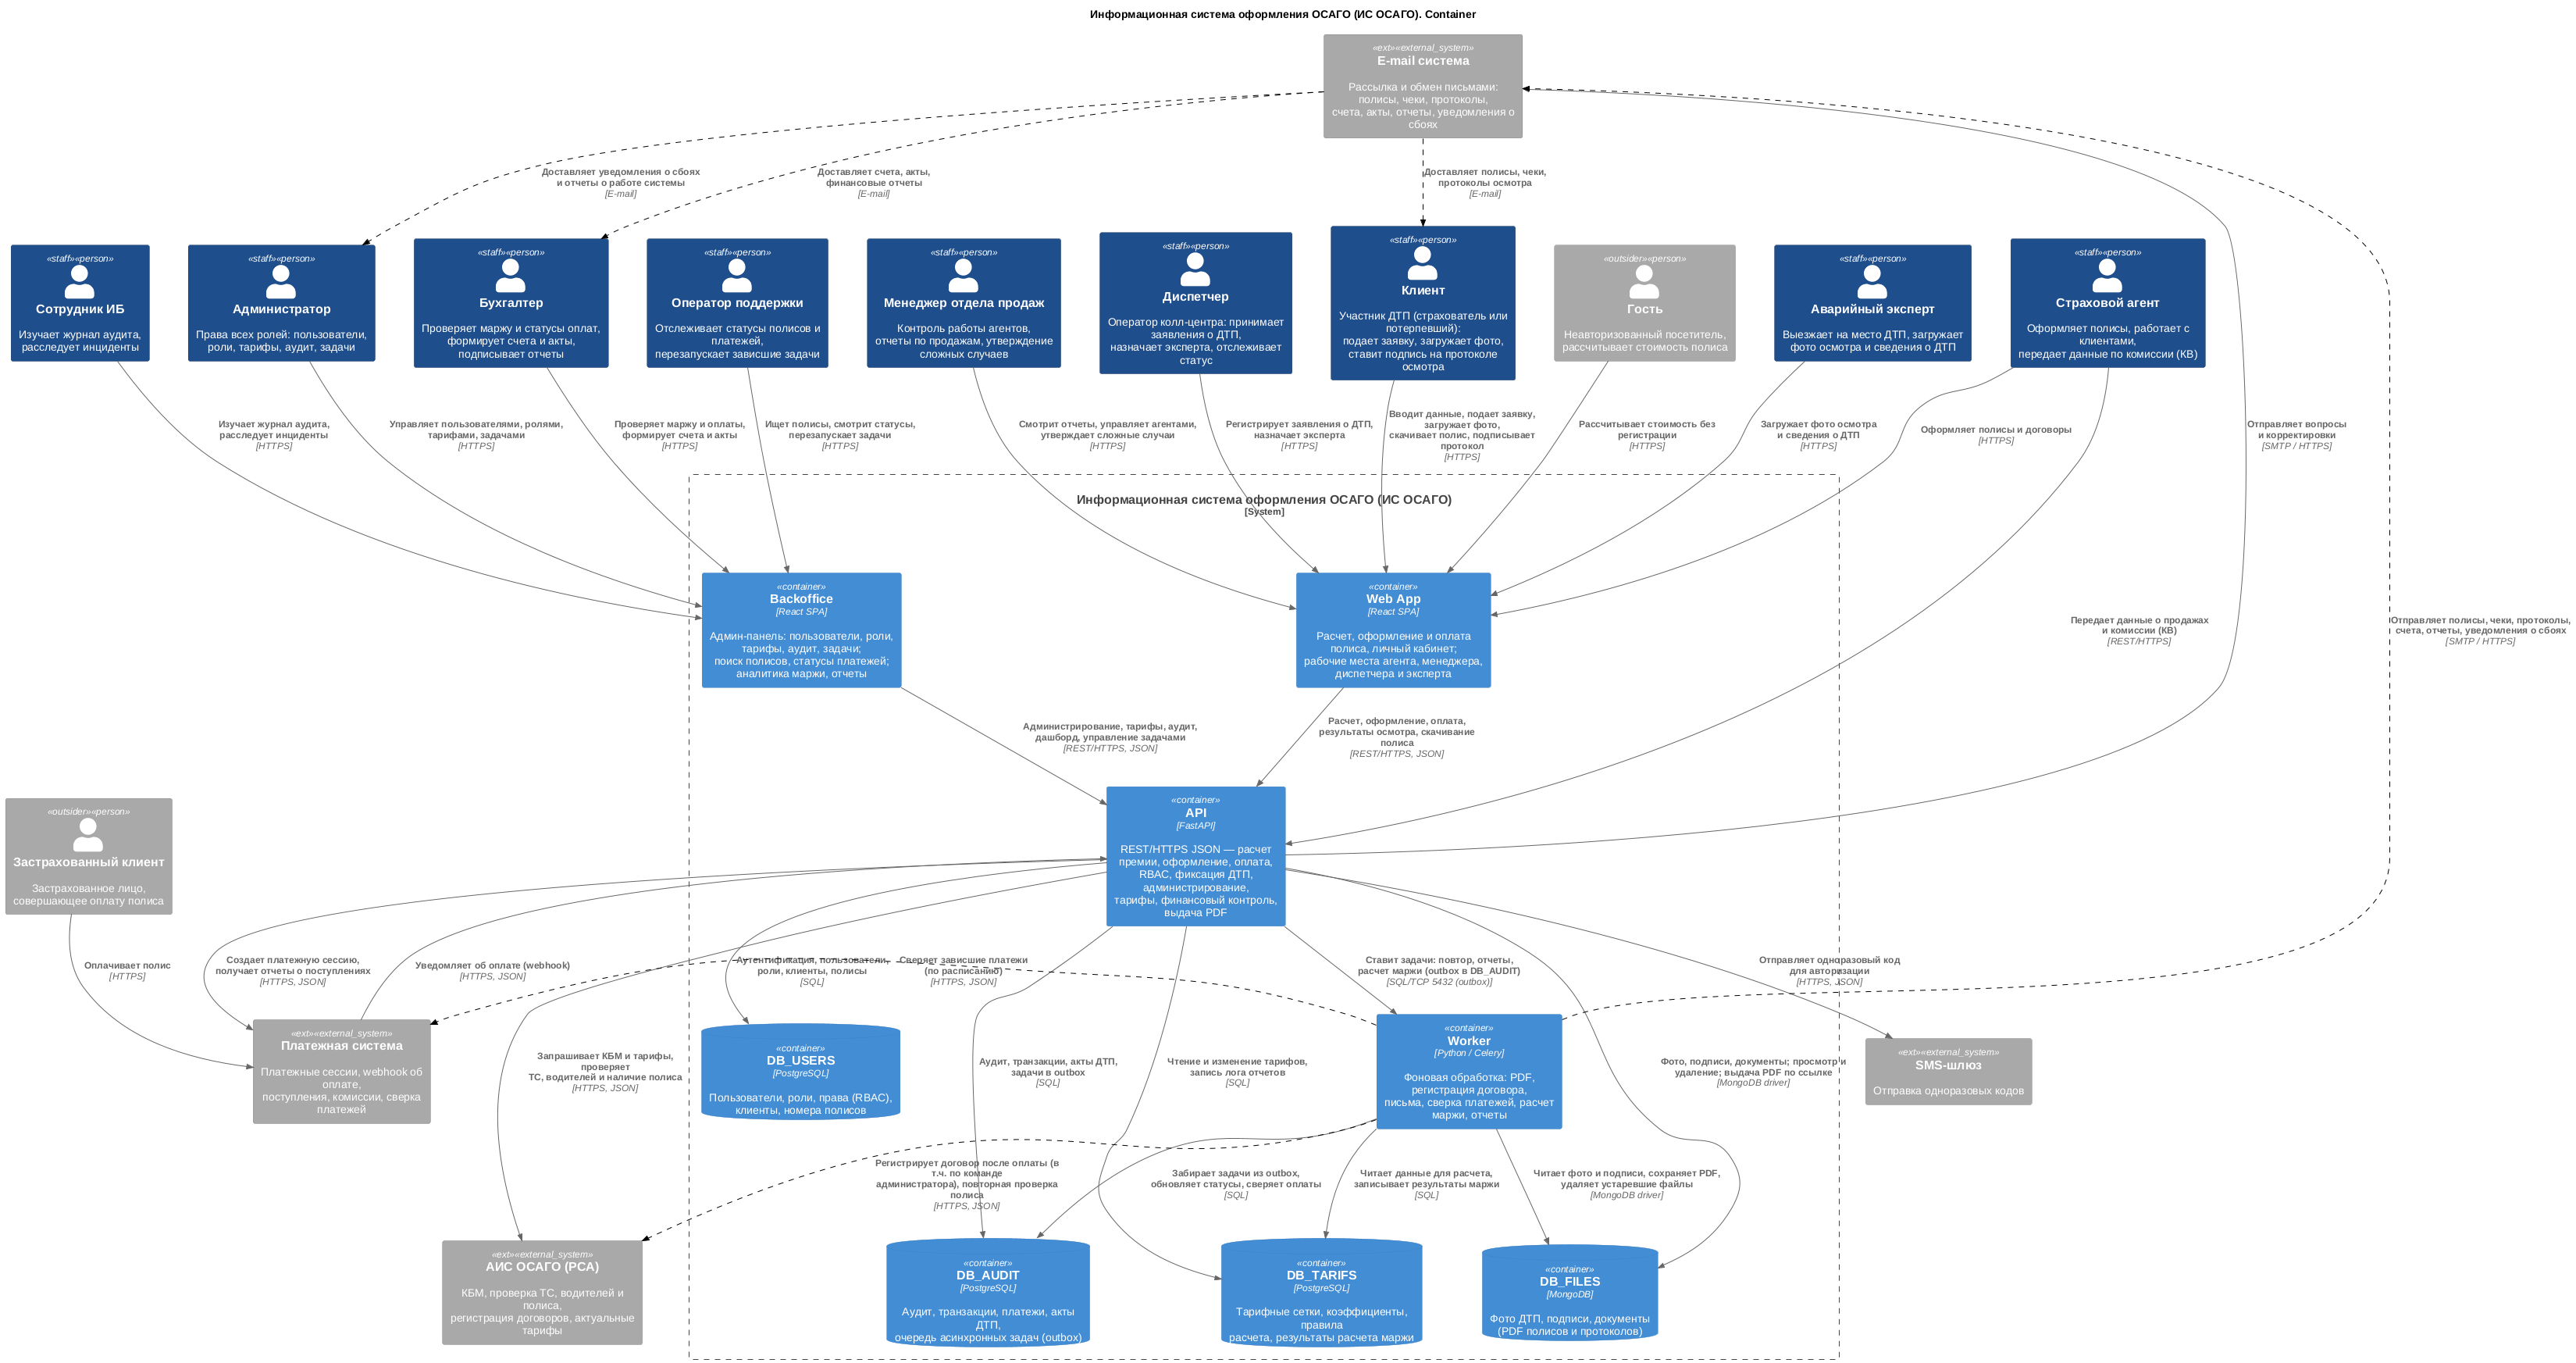 Информационная система оформления ОСАГО (ИС ОСАГО). Container
«ext»«external_system»
E-mail система
Рассылка и обмен письмами:
полисы, чеки, протоколы,
счета, акты, отчеты, уведомления о
сбоях
Доставляет уведомления о сбоях
и отчеты о работе системы
[E-mail]
Доставляет счета, акты,
финансовые отчеты
[E-mail]
Доставляет полисы, чеки,
протоколы осмотра
[E-mail]
«staff»«person»
Сотрудник ИБ
Изучает журнал аудита,
расследует инциденты
«staff»«person»
Администратор
Права всех ролей: пользователи,
роли, тарифы, аудит, задачи
«staff»«person»
Бухгалтер
Проверяет маржу и статусы оплат,
формирует счета и акты,
подписывает отчеты
«staff»«person»
Оператор поддержки
Отслеживает статусы полисов и
платежей,
перезапускает зависшие задачи
«staff»«person»
Менеджер отдела продаж
Контроль работы агентов,
отчеты по продажам, утверждение
сложных случаев
«staff»«person»
Диспетчер
Оператор колл-центра: принимает
заявления о ДТП,
назначает эксперта, отслеживает
статус
«staff»«person»
Клиент
Участник ДТП (страхователь или
потерпевший):
подает заявку, загружает фото,
ставит подпись на протоколе
осмотра
«outsider»«person»
Гость
Неавторизованный посетитель,
рассчитывает стоимость полиса
«staff»«person»
Аварийный эксперт
Выезжает на место ДТП, загружает
фото осмотра и сведения о ДТП
«staff»«person»
Страховой агент
Оформляет полисы, работает с
клиентами,
передает данные по комиссии (КВ)
Изучает журнал аудита,
расследует инциденты
[HTTPS]
Управляет пользователями, ролями,
тарифами, задачами
[HTTPS]
Проверяет маржу и оплаты,
формирует счета и акты
[HTTPS]
Ищет полисы, смотрит статусы,
перезапускает задачи
[HTTPS]
Смотрит отчеты, управляет агентами,
утверждает сложные случаи
[HTTPS]
Регистрирует заявления о ДТП,
назначает эксперта
[HTTPS]
Вводит данные, подает заявку,
загружает фото,
скачивает полис, подписывает
протокол
[HTTPS]
Рассчитывает стоимость без
регистрации
[HTTPS]
Загружает фото осмотра
и сведения о ДТП
[HTTPS]
Оформляет полисы и договоры
[HTTPS]
Отправляет вопросы
и корректировки
[SMTP / HTTPS]
Информационная система оформления ОСАГО (ИС ОСАГО)
[System]
«container»
Backoffice
[React SPA]
Админ-панель: пользователи, роли,
тарифы, аудит, задачи;
поиск полисов, статусы платежей;
аналитика маржи, отчеты
«container»
Web App
[React SPA]
Расчет, оформление и оплата
полиса, личный кабинет;
рабочие места агента, менеджера,
диспетчера и эксперта
Передает данные о продажах
и комиссии (КВ)
[REST/HTTPS]
Отправляет полисы, чеки, протоколы,
счета, отчеты, уведомления о сбоях
[SMTP / HTTPS]
Администрирование, тарифы, аудит,
дашборд, управление задачами
[REST/HTTPS, JSON]
Расчет, оформление, оплата,
результаты осмотра, скачивание
полиса
[REST/HTTPS, JSON]
«outsider»«person»
Застрахованный клиент
Застрахованное лицо,
совершающее оплату полиса
«container»
API
[FastAPI]
REST/HTTPS JSON — расчет
премии, оформление, оплата,
RBAC, фиксация ДТП,
администрирование,
тарифы, финансовый контроль,
выдача PDF
Оплачивает полис
[HTTPS]
Создает платежную сессию,
получает отчеты о поступлениях
[HTTPS, JSON]
Уведомляет об оплате (webhook)
[HTTPS, JSON]
Аутентификация, пользователи,
роли, клиенты, полисы
[SQL]
Сверяет зависшие платежи
(по расписанию)
[HTTPS, JSON]
Ставит задачи: повтор, отчеты,
расчет маржи (outbox в DB_AUDIT)
[SQL/TCP 5432 (outbox)]
Отправляет одноразовый код
для авторизации
[HTTPS, JSON]
«ext»«external_system»
Платежная система
Платежные сессии, webhook об
оплате,
поступления, комиссии, сверка
платежей
Запрашивает КБМ и тарифы,
проверяет
ТС, водителей и наличие полиса
[HTTPS, JSON]
«container»
DB_USERS
[PostgreSQL]
Пользователи, роли, права (RBAC),
клиенты, номера полисов
Аудит, транзакции, акты ДТП,
задачи в outbox
[SQL]
Чтение и изменение тарифов,
запись лога отчетов
[SQL]
«container»
Worker
[Python / Celery]
Фоновая обработка: PDF,
регистрация договора,
письма, сверка платежей, расчет
маржи, отчеты
Фото, подписи, документы; просмотр и
удаление; выдача PDF по ссылке
[MongoDB driver]
«ext»«external_system»
SMS-шлюз
Отправка одноразовых кодов
Регистрирует договор после оплаты (в
т.ч. по команде
администратора), повторная проверка
полиса
[HTTPS, JSON]
Забирает задачи из outbox,
обновляет статусы, сверяет оплаты
[SQL]
Читает данные для расчета,
записывает результаты маржи
[SQL]
Читает фото и подписи, сохраняет PDF,
удаляет устаревшие файлы
[MongoDB driver]
«ext»«external_system»
АИС ОСАГО (РСА)
КБМ, проверка ТС, водителей и
полиса,
регистрация договоров, актуальные
тарифы
«container»
DB_AUDIT
[PostgreSQL]
Аудит, транзакции, платежи, акты
ДТП,
очередь асинхронных задач (outbox)
«container»
DB_TARIFS
[PostgreSQL]
Тарифные сетки, коэффициенты,
правила
расчета, результаты расчета маржи
«container»
DB_FILES
[MongoDB]
Фото ДТП, подписи, документы
(PDF полисов и протоколов)